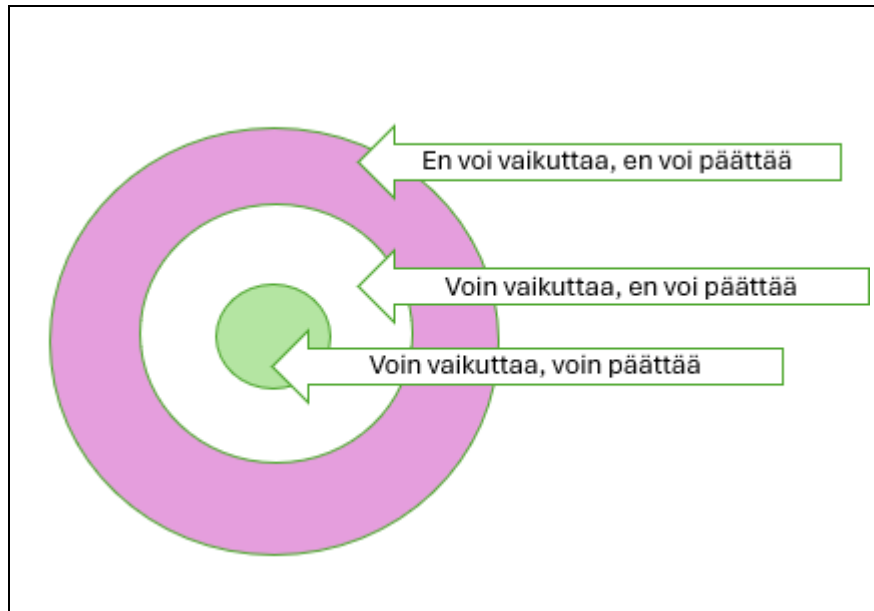 En voi vaikuttaa, en voi päättää
Voin vaikuttaa, en voi päättää
Voin vaikuttaa, voin päättää